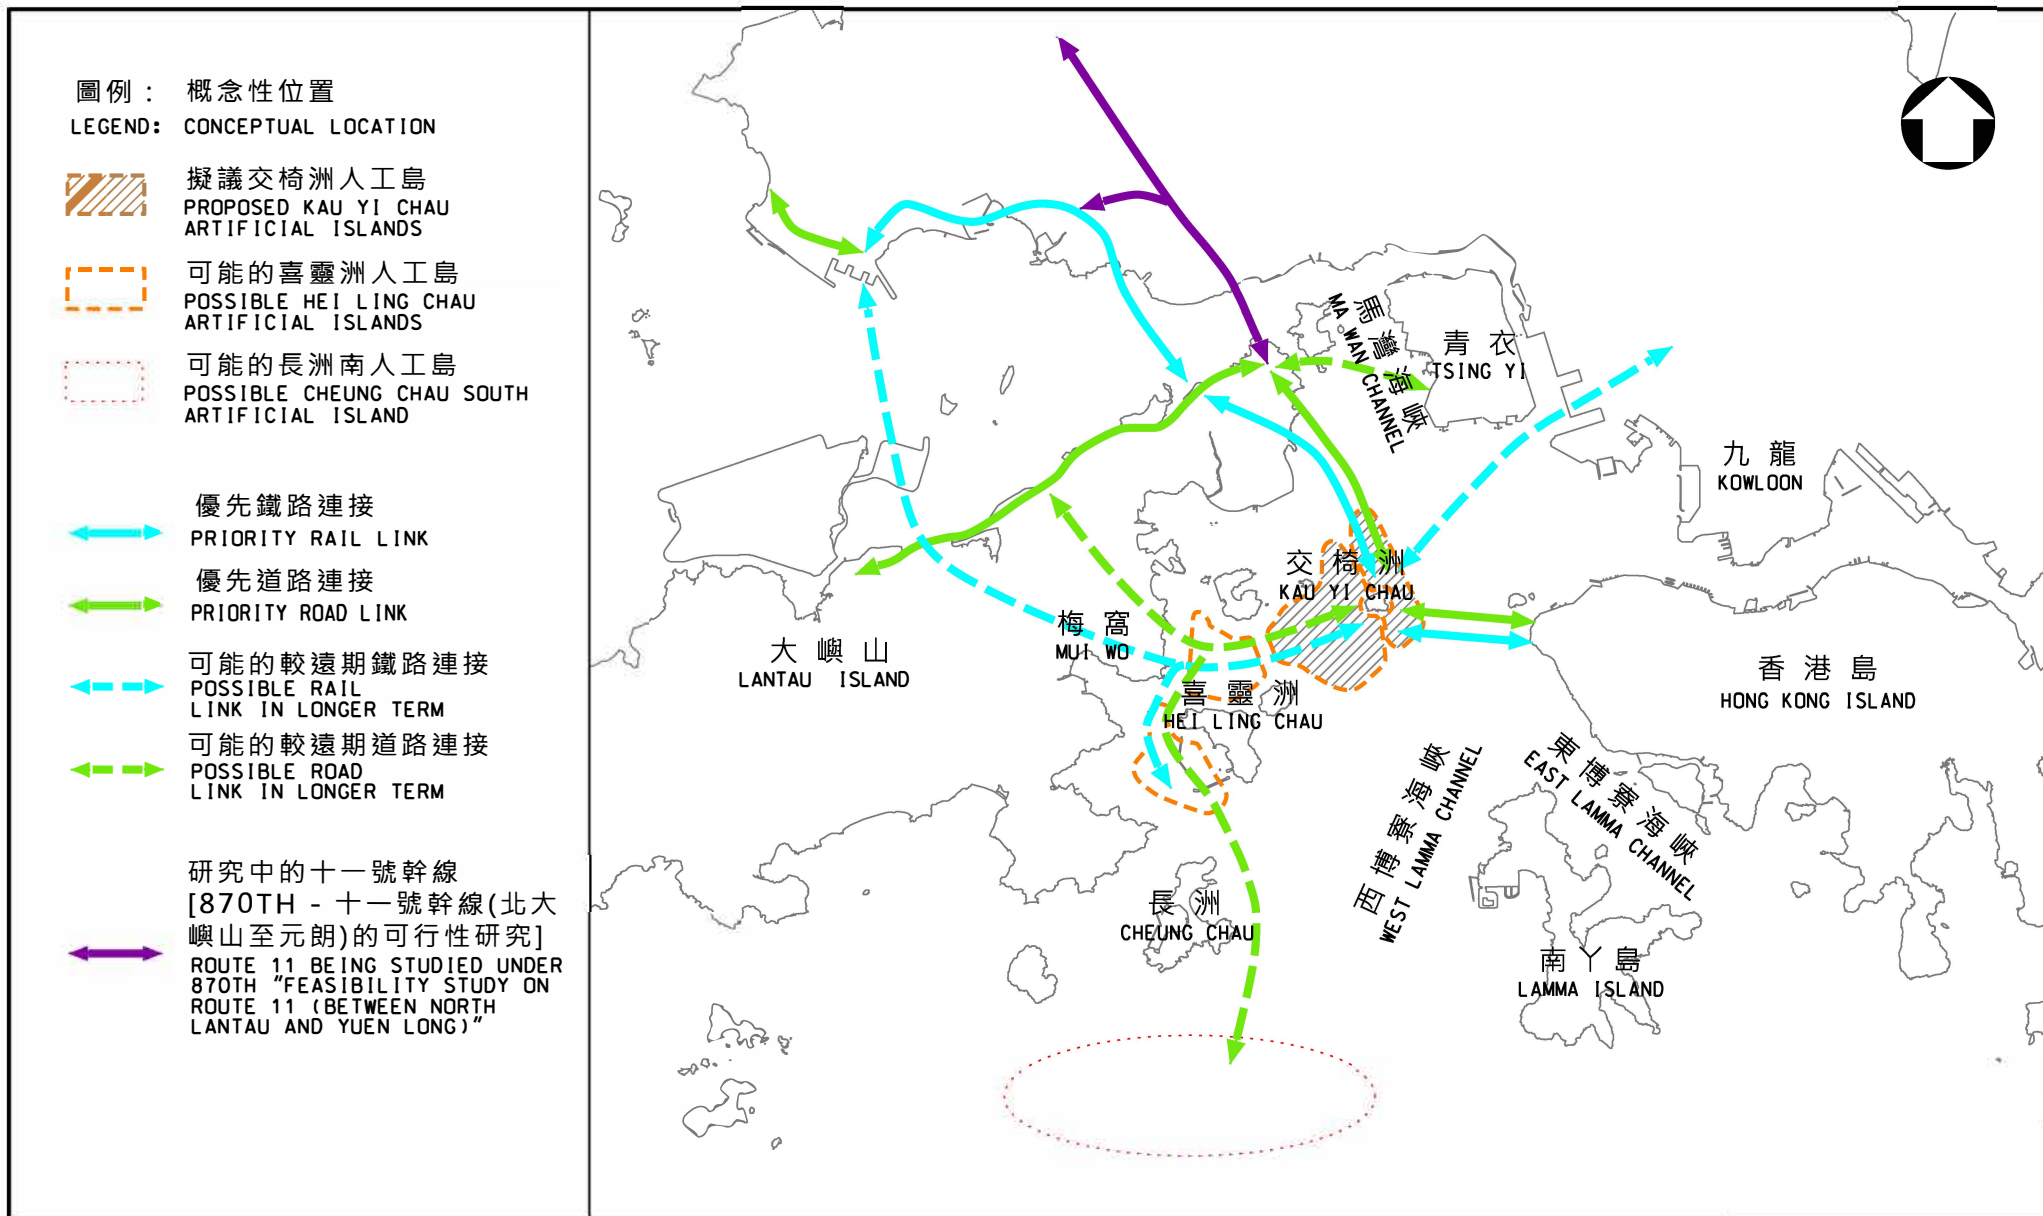 圖例： 概念性位置
LEGEND: CONCEPTUAL LOCATION
擬議交椅洲人工島
PROPOSED KAU YI CHAU
ARTIFICIAL ISLANDS
可能的喜靈洲人工島
POSSIBLE HEI LING CHAU
ARTIFICIAL ISLANDS
可能的長洲南人工島
POSSIBLE CHEUNG CHAU SOUTH
ARTIFICIAL ISLAND
優先鐵路連接
PRIORITY RAIL LINK
優先道路連接
PRIORITY ROAD LINK
可能的較遠期鐵路連接
POSSIBLE RAIL
LINK IN LONGER TERM
可能的較遠期道路連接
POSSIBLE ROAD
LINK IN LONGER TERM
研究中的十一號幹線
[870TH - 十一號幹線(北大
嶼山至元朗)的可行性研究]
ROUTE 11 BEING STUDIED UNDER
870TH "FEASIBILITY STUDY ON
ROUTE 11 (BETWEEN NORTH
LANTAU AND YUEN LONG)"
馬灣海峽
MA WAN CHANNEL
青衣
TSING YI
九龍
KOWLOON
交椅洲
KAU YI CHAU
梅窩
MUI WO
大嶼山
LANTAU ISLAND
喜靈洲
HEI LING CHAU
香港島
HONG KONG ISLAND
西博寮海峽
WEST LAMMA CHANNEL
東博寮海峽
EAST LAMMA CHANNEL
長洲
CHEUNG CHAU
南丫島
LAMMA ISLAND